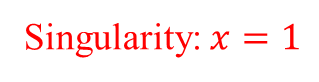 Singularity: x = 1